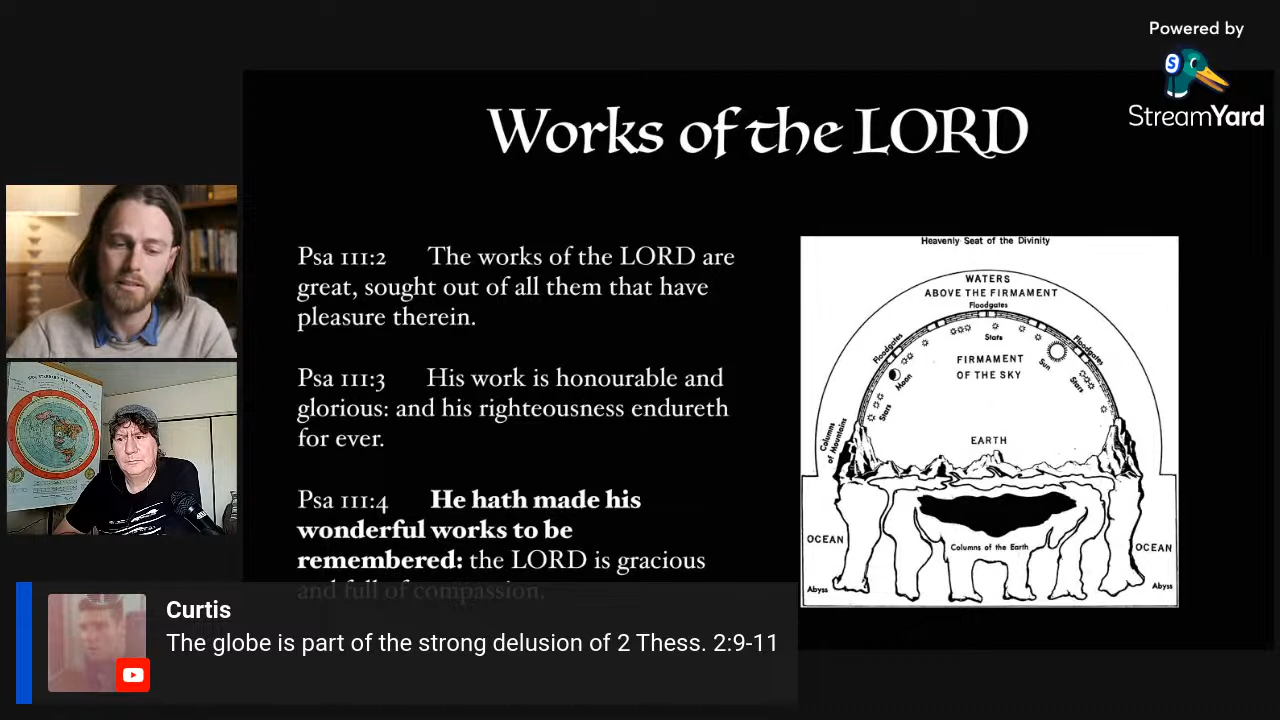 Powered by
StreamYard
Works of the LORD
Psa 111:2 The works of the LORD are
great, sought out of all them that have
pleasure therein.
Psa 111:3 His work is honourable and
glorious: and his righteousness endureth
for ever.
Psa 111:4 He hath made his
wonderful works to be
remembered: the LORD is gracious
and full of compassion.
Heavenly Seat of the Divinity
WATERS
ABOVE THE FIRMAMENT
Floodgates
Floodgates
Floodgates
Stars
Sun
Moon
Stars
Stars
FIRMAMENT
OF THE SKY
Columns
of Mountains
EARTH
OCEAN
OCEAN
Columns of the Earth
Abyss
Abyss
Curtis
The globe is part of the strong delusion of 2 Thess. 2:9-11